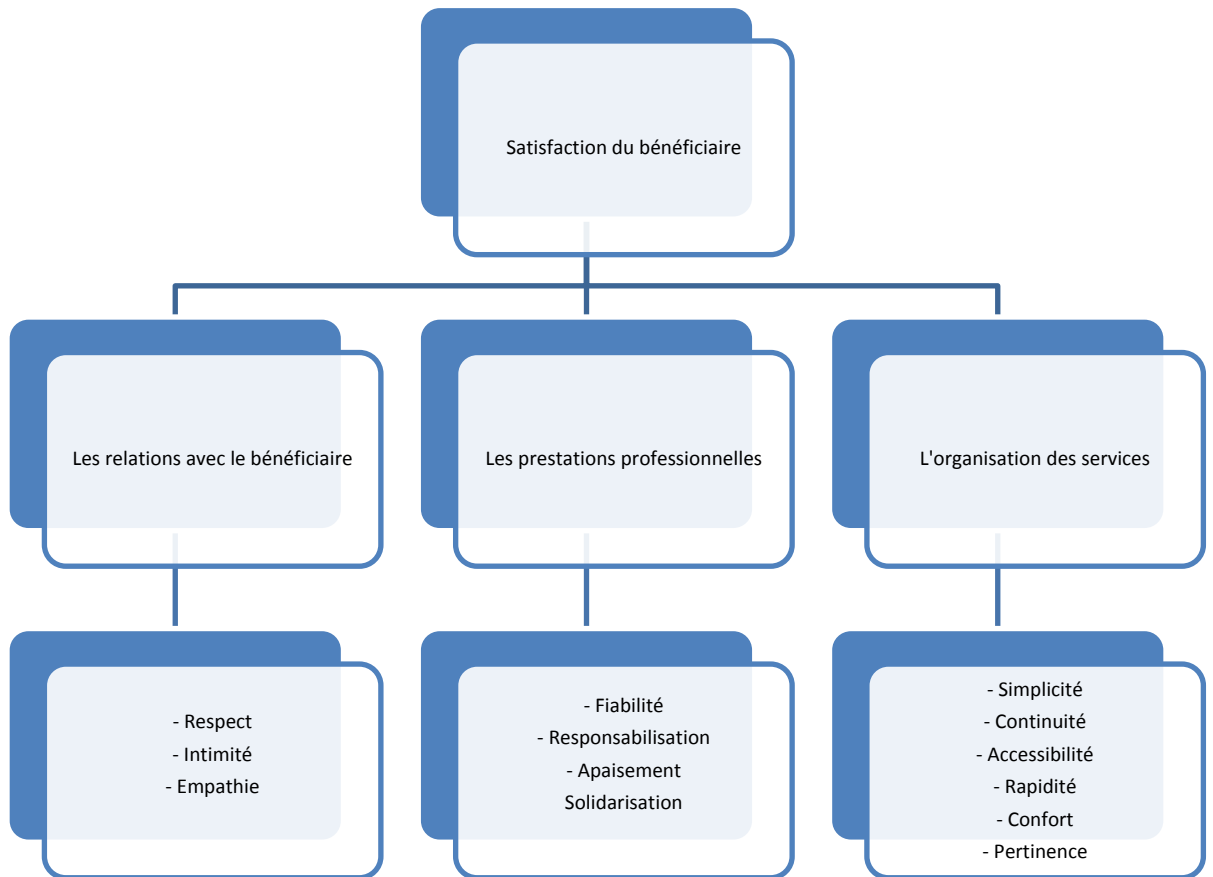 Satisfaction du bénéficiaire
Les relations avec le bénéficiaire
Les prestations professionnelles
L'organisation des services
- Respect
- Intimité
- Empathie
- Fiabilité
- Responsabilisation
- Apaisement
Solidarisation
- Simplicité
- Continuité
- Accessibilité
- Rapidité
- Confort
- Pertinence